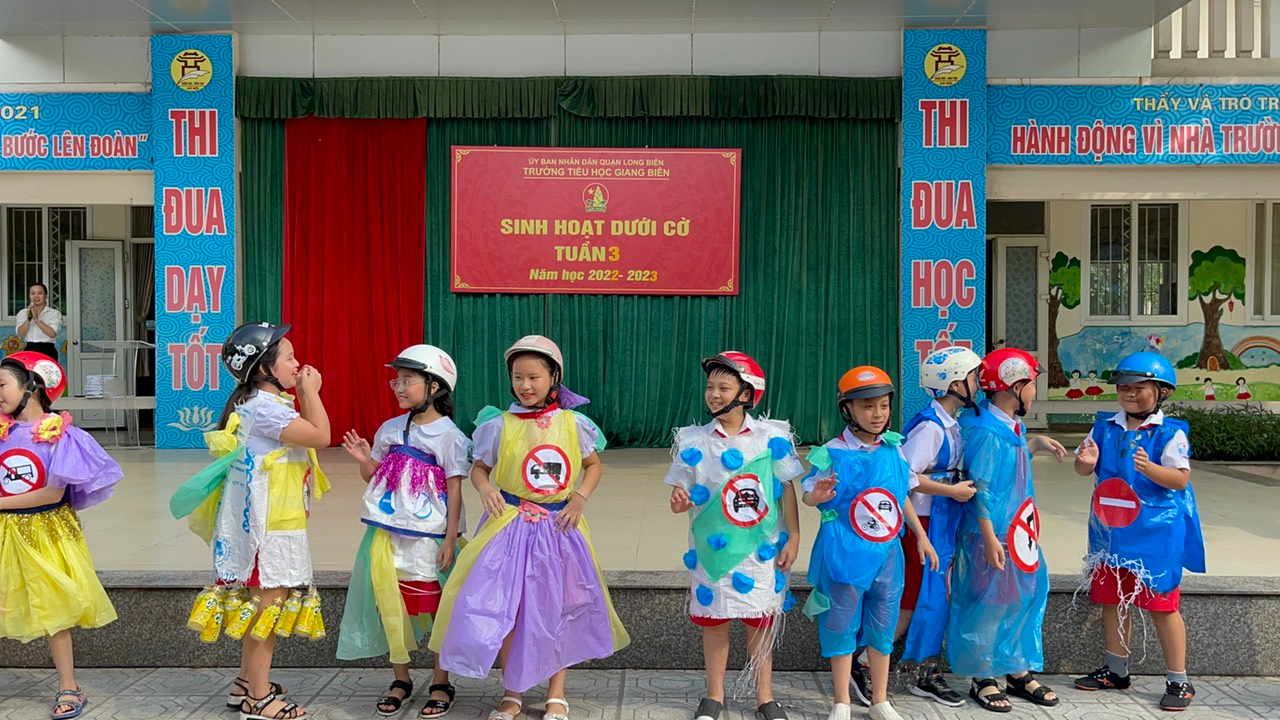 2021
BƯỚC LÊN ĐOÀN"
THI
ĐUA
DẠY
TỐT
ỦY BAN NHÂN DÂN QUẬN LONG BIÊN
TRƯỜNG TIỂU HỌC GIANG BIÊN
SINH HOẠT DƯỚI CỜ
TUẦN 3
Năm học 2022- 2023
THI
ĐUA
HỌC
TỐT
THẦY VÀ TRÒ TR
HÀNH ĐỘNG VÌ NHÀ TRƯỜN